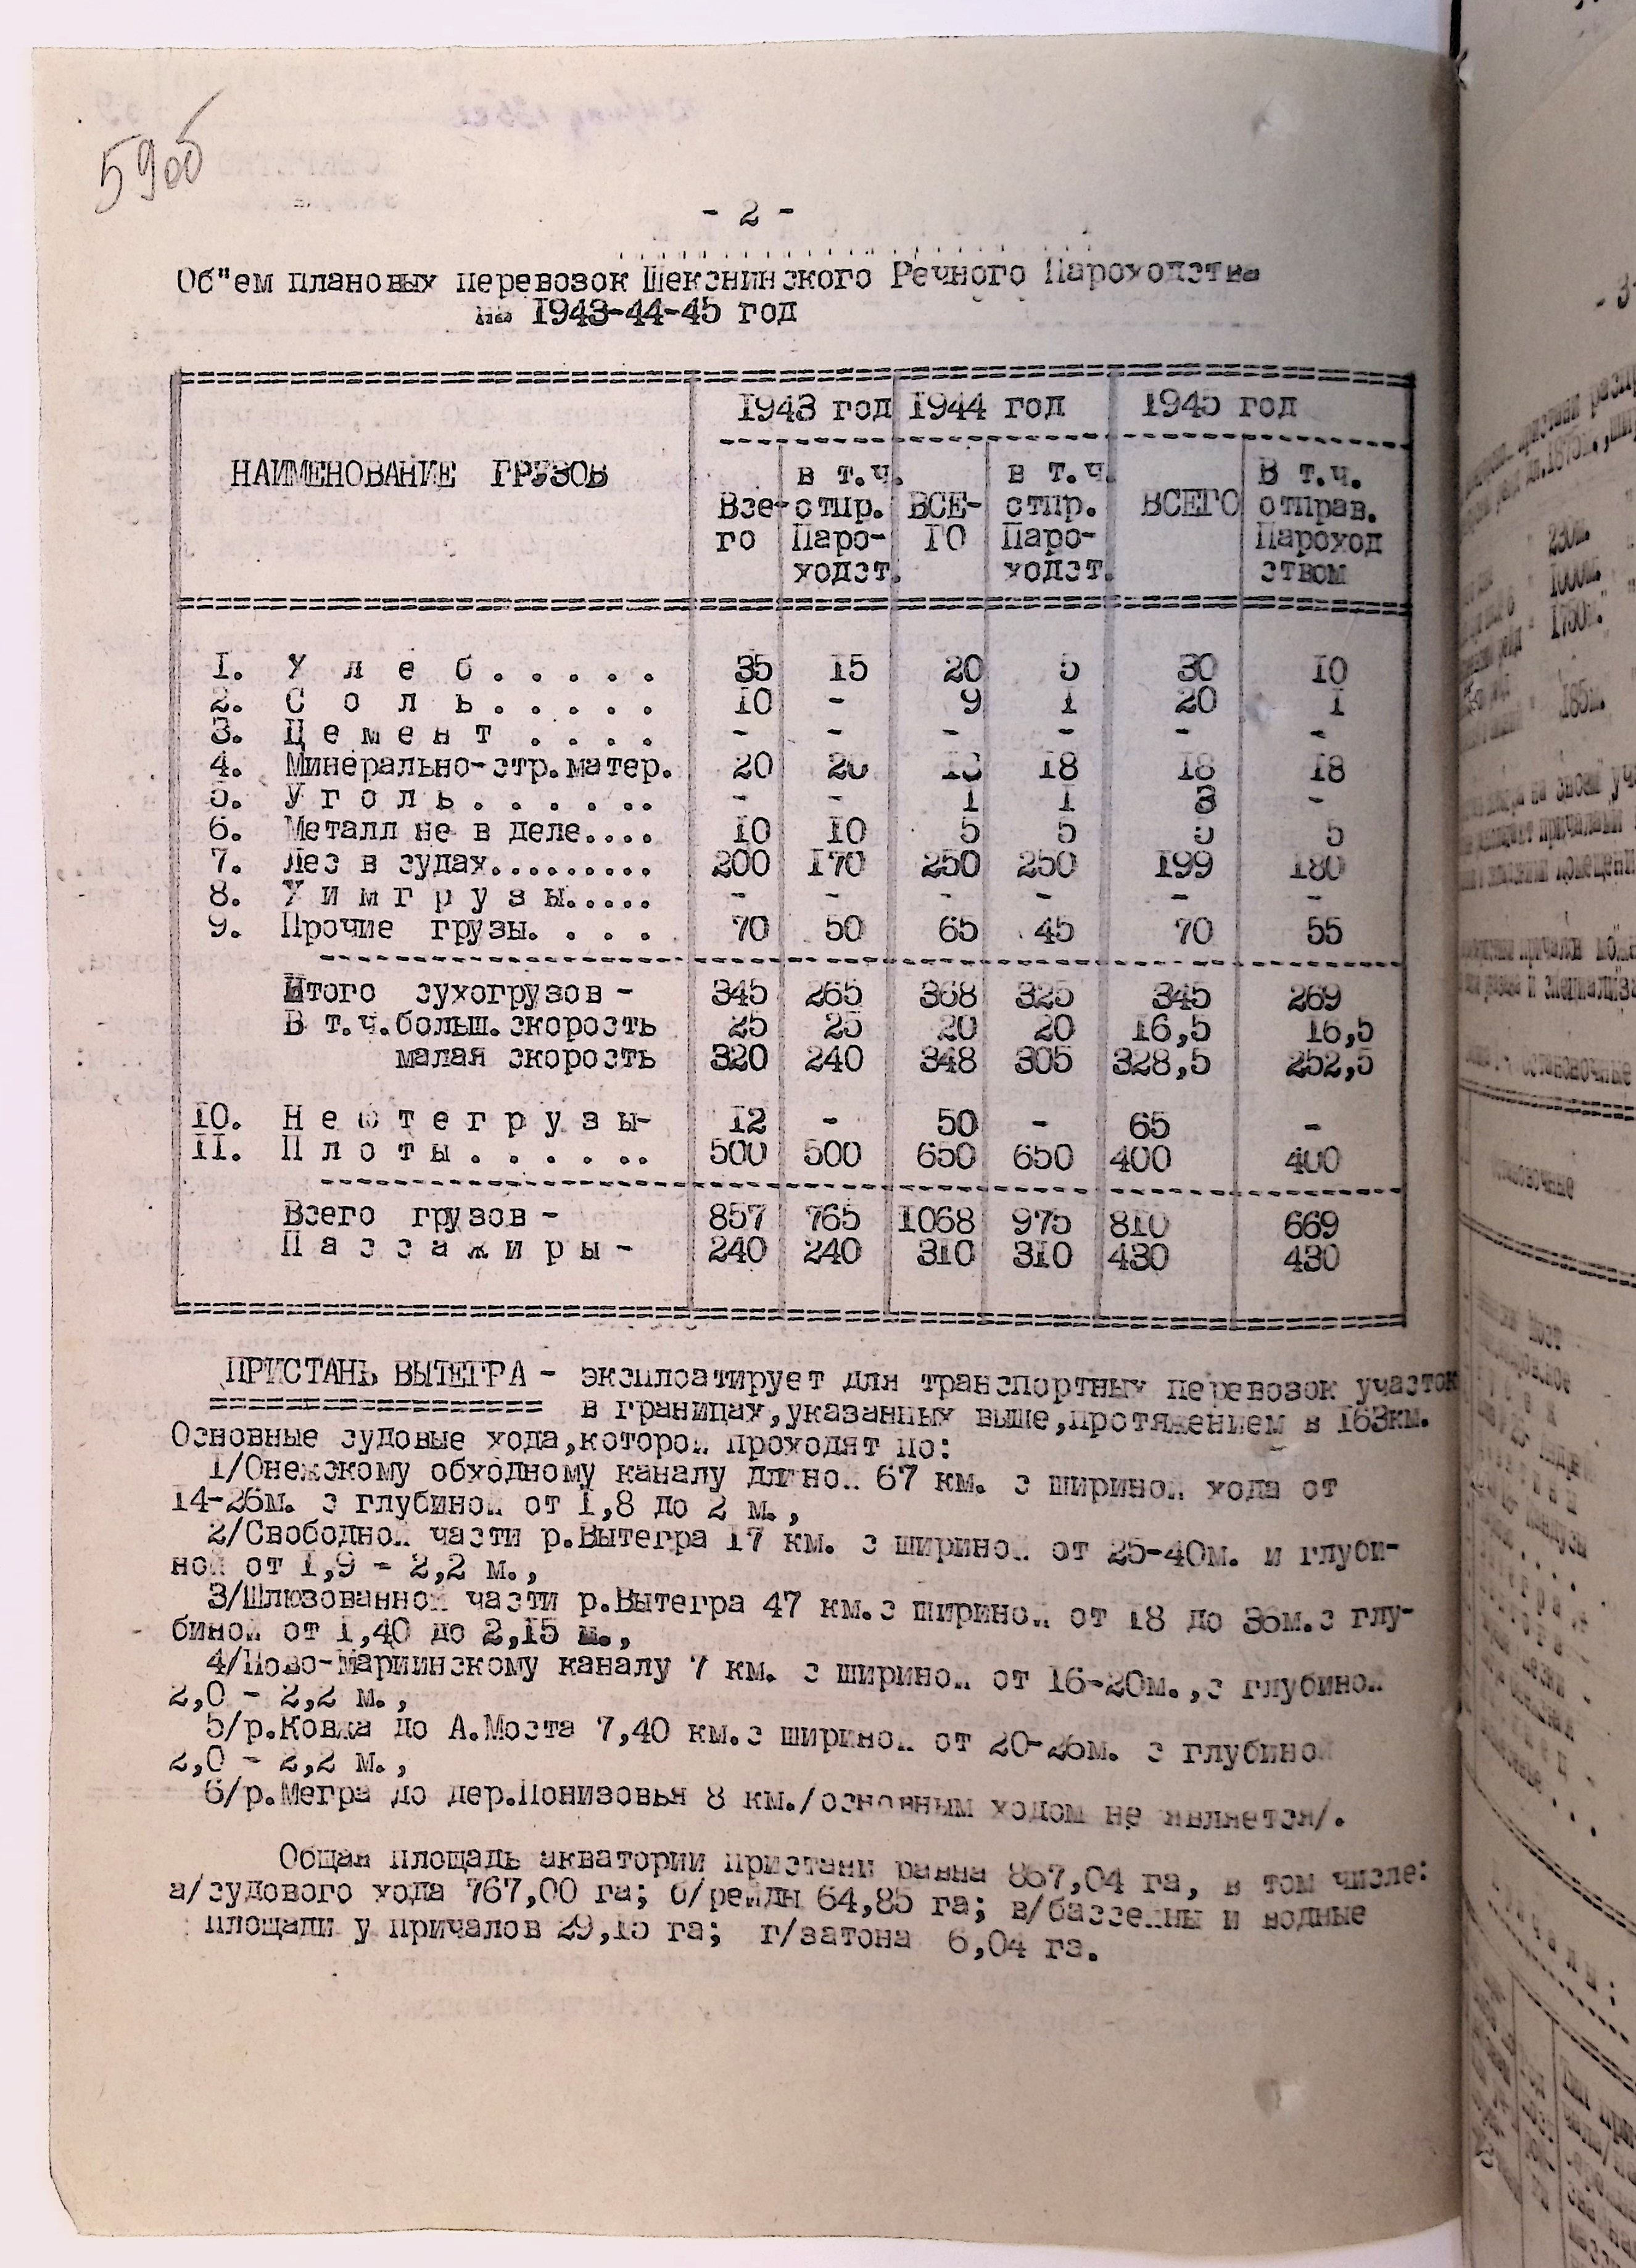 59об
- 2 -
Об"ем плановых перевозок Шекснинского Речного Пароходства
на 1943-44-45 год
НАИМЕНОВАНИЕ ГРУЗОВ
1943 год 1944 год 1945 год
в т.ч. в т.ч. В т.ч.
Все- отпр. ВСЕ- отпр. ВСЕГО отправ.
го Паро- ГО Паро- Пароход
ходст. ходст. ством
1. Х л е б . . . . . 35 15 20 5 30 10
2. С о л ь . . . . . 10 - 9 1 20 1
3. Ц е м е н т . . . . - - - - - -
4. Минерально-стр.матер. 20 20 18 18 18 18
5. У г о л ь . . . . .. - - 1 1 3 -
6. Металл не в деле.... 10 10 5 5 5 5
7. Лес в судах......... 200 170 250 250 199 180
8. Х и м г р у з ы..... - - - - - -
9. Прочие грузы. . . . 70 50 65 45 70 55
Итого сухогрузов - 345 265 368 325 345 269
В т.ч.больш.скорость 25 25 20 20 16,5 16,5
малая скорость 320 240 348 305 328,5 252,5
10. Н е ф т е г р у з ы- 12 - 50 - 65 -
11. П л о т ы . . . . . .. 500 500 650 650 400 400
Всего грузов - 857 765 1068 975 810 669
П а с с а ж и р ы - 240 240 310 310 430 430
ПРИСТАНЬ ВЫТЕГРА - эксплоатирует для транспортных перевозок участок
в границах,указанных выше,протяжением в 163км.
Основные судовые хода,которой проходят по:
1/Онежскому обходному каналу длиной 67 км. с шириной хода от
14-26м. с глубиной от 1,8 до 2 м.,
2/Свободной части р.Вытегра 17 км. с шириной от 25-40м. и глуби-
ной от 1,9 - 2,2 м.,
3/Шлюзованной части р.Вытегра 47 км.с шириной от 18 до 36м.с глу-
биной от 1,40 до 2,15 м.,
4/Ново-Мариинскому каналу 7 км. с шириной от 16-20м.,с глубиной
2,0 - 2,2 м.,
5/р.Ковжа до А.Моста 7,40 км.с шириной от 20-26м. с глубиной
2,0 - 2,2 м.,
6/р.Мегра до дер.Понизовья 8 км./основным ходом не является/.
Общая площадь акватории пристани равна 867,04 га, в том числе:
а/судового хода 767,00 га; б/рейды 64,85 га; в/бассейны и водные
площади у причалов 29,15 га; г/затона 6,04 га.